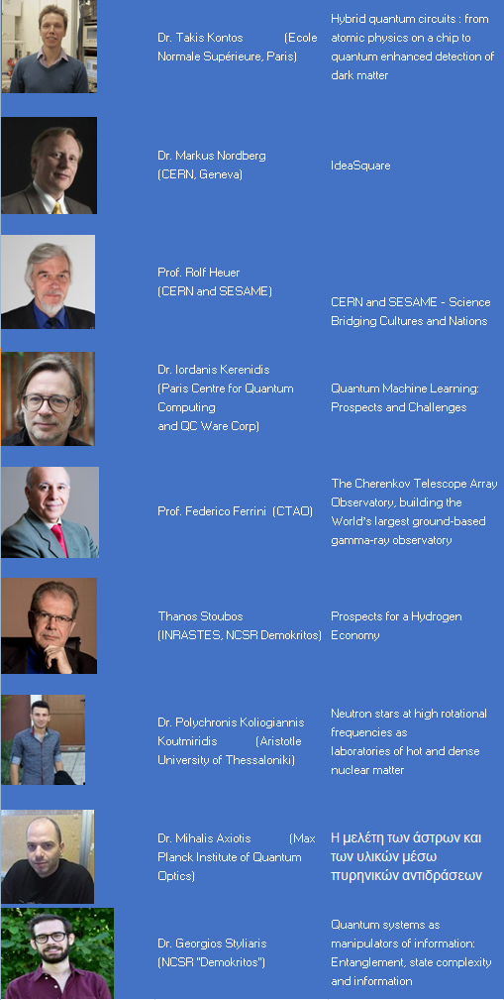 Dr. Takis Kontos (Ecole
Normale Supérieure, Paris)
Hybrid quantum circuits : from
atomic physics on a chip to
quantum enhanced detection of
dark matter
Dr. Markus Nordberg
(CERN, Geneva)
IdeaSquare
Prof. Rolf Heuer
(CERN and SESAME)
CERN and SESAME - Science
Bridging Cultures and Nations
Dr. Iordanis Kerenidis
(Paris Centre for Quantum
Computing
and QC Ware Corp)
Quantum Machine Learning:
Prospects and Challenges
Prof. Federico Ferrini (CTAO)
The Cherenkov Telescope Array
Observatory, building the
World's largest ground-based
gamma-ray observatory
Thanos Stoubos
(INRASTES, NCSR Demokritos)
Prospects for a Hydrogen
Economy
Dr. Polychronis Koliogiannis
Koutmiridis (Aristotle
University of Thessaloniki)
Neutron stars at high rotational
frequencies as
laboratories of hot and dense
nuclear matter
Dr. Mihalis Axiotis (Max
Planck Institute of Quantum
Optics)
Η μελέτη των άστρων και
των υλικών μέσω
πυρηνικών αντιδράσεων
Dr. Georgios Styliaris
(NCSR "Demokritos")
Quantum systems as
manipulators of information:
Entanglement, state complexity
and information